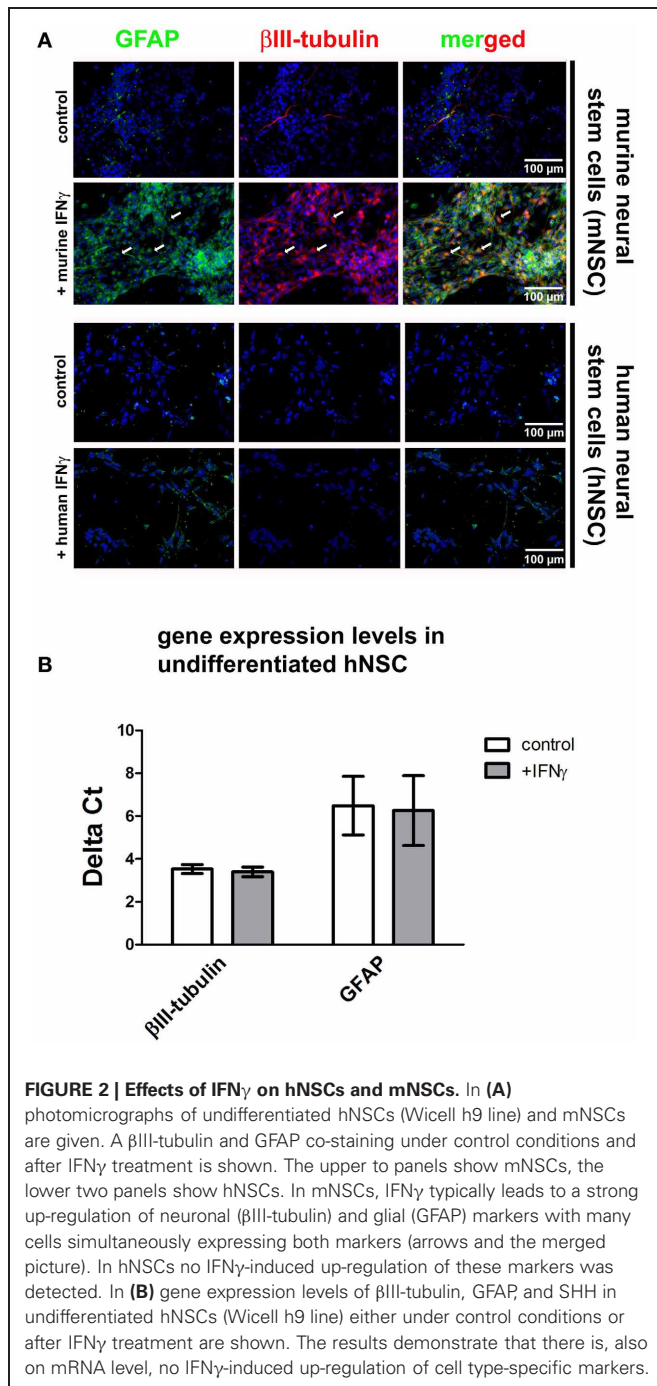 A
GFAP
βIII-tubulin
merged
control
100 µm
+ murine IFNγ
100 µm
murine neural
stem cells (mNSC)
control
100 µm
+ human IFNγ
100 µm
human neural
stem cells (hNSC)
gene expression levels in
undifferentiated hNSC
B
Delta Ct
10
8
6
4
2
0
control
+IFNγ
βIII-tubulin
GFAP
FIGURE 2 | Effects of IFNγ on hNSCs and mNSCs. In (A)
photomicrographs of undifferentiated hNSCs (Wicell h9 line) and mNSCs
are given. A βIII-tubulin and GFAP co-staining under control conditions and
after IFNγ treatment is shown. The upper to panels show mNSCs, the
lower two panels show hNSCs. In mNSCs, IFNγ typically leads to a strong
up-regulation of neuronal (βIII-tubulin) and glial (GFAP) markers with many
cells simultaneously expressing both markers (arrows and the merged
picture). In hNSCs no IFNγ-induced up-regulation of these markers was
detected. In (B) gene expression levels of βIII-tubulin, GFAP, and SHH in
undifferentiated hNSCs (Wicell h9 line) either under control conditions or
after IFNγ treatment are shown. The results demonstrate that there is, also
on mRNA level, no IFNγ-induced up-regulation of cell type-specific markers.